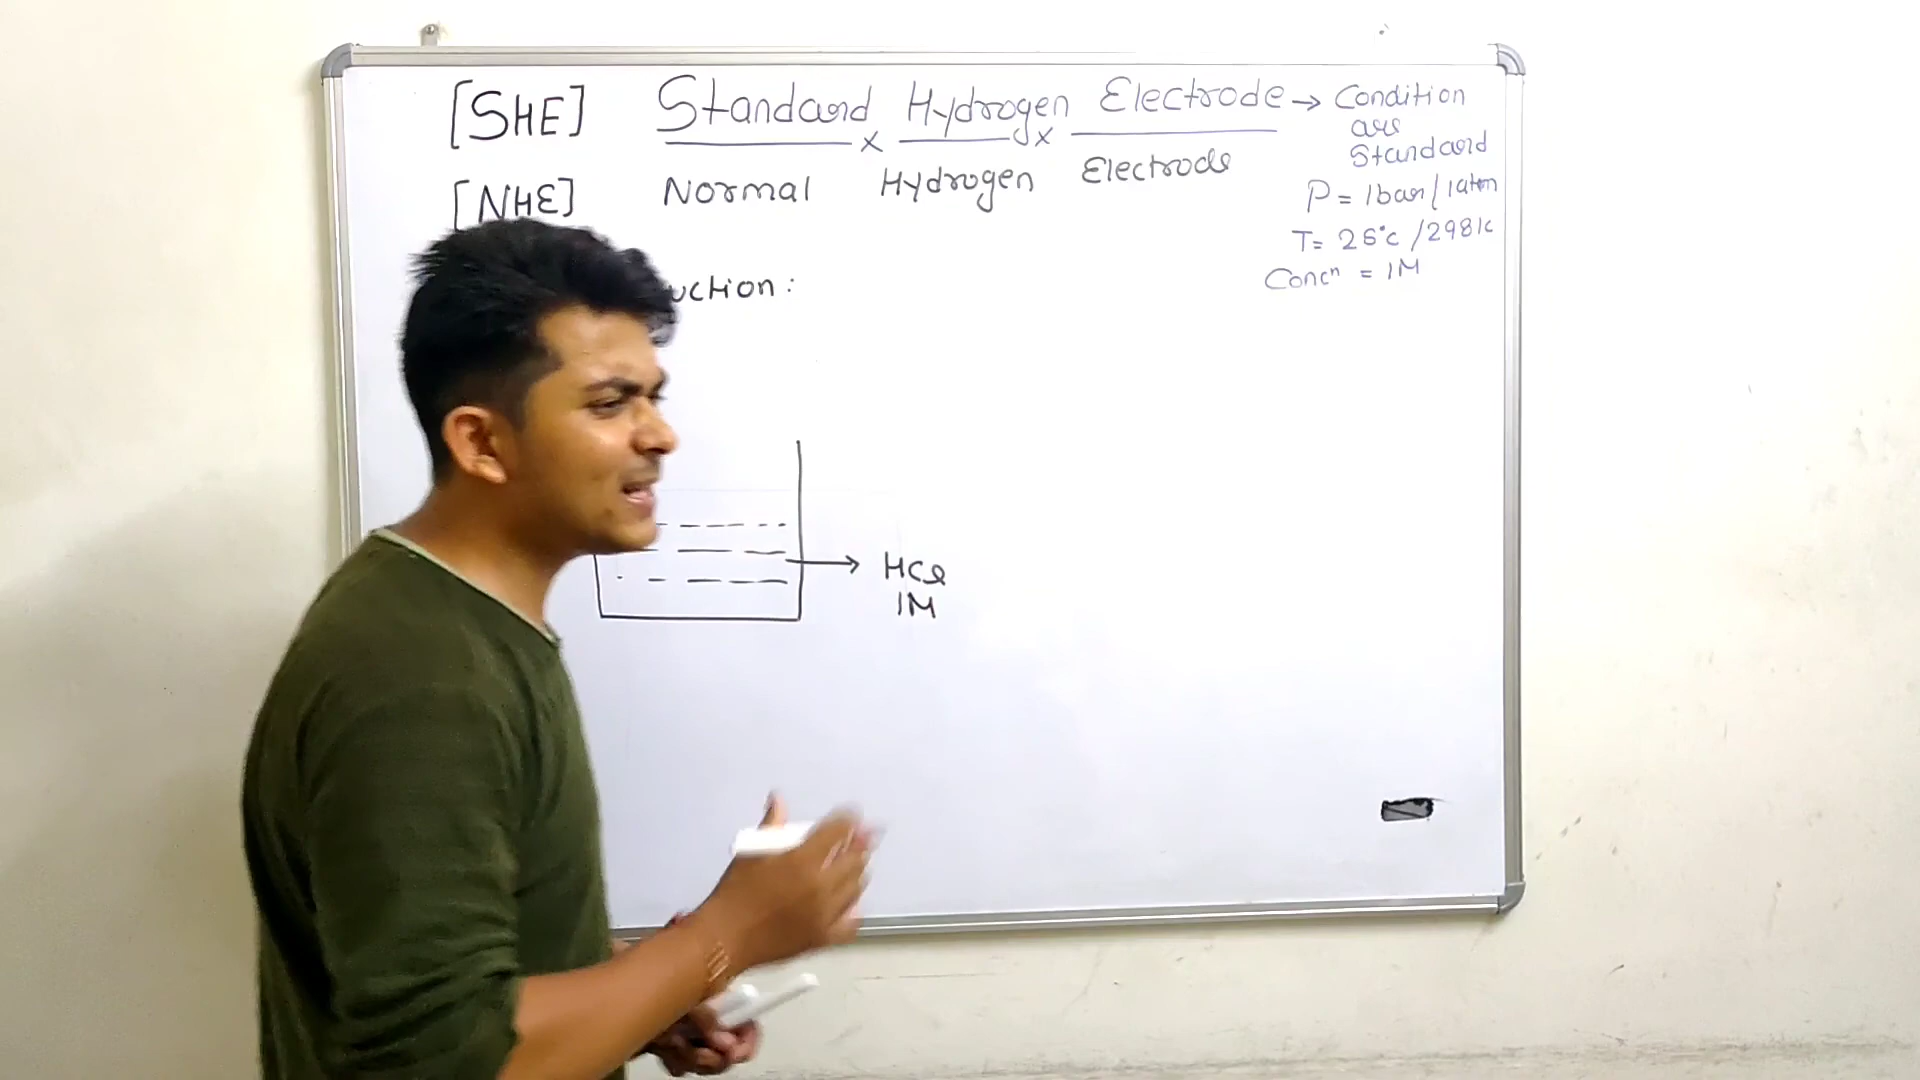 [SHE] Standard Hydrogen Electrode → Condition
are
Standard
[NHE] Normal Hydrogen Electrode
P = 1bar/1atm
T= 25°c /298k
Concⁿ = 1M
uction:
HCl
1M